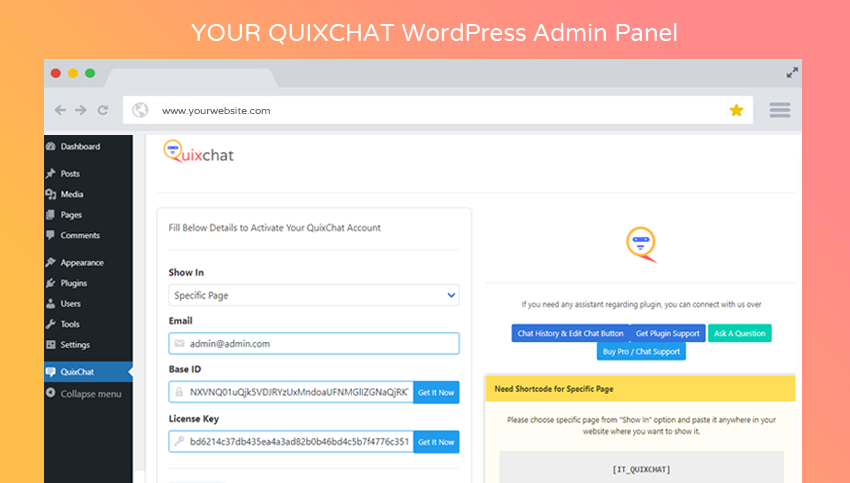 YOUR QUIXCHAT WordPress Admin Panel
www.yourwebsite.com
Dashboard
Posts
Media
Pages
Comments
Appearance
Plugins
Users
Tools
Settings
QuixChat
Collapse menu
Quixchat
Fill Below Details to Activate Your QuixChat Account
Show In
Specific Page
Email
admin@admin.com
Base ID
NXVNQ01uQjk5VDJRYzUxMndoaUFNMGllZGNaQjRK
Get It Now
License Key
bd6214c37db435ea4a3ad82b0b46bd4c5b7f4776c351
Get It Now
If you need any assistant regarding plugin, you can connect with us over
Chat History & Edit Chat Button
Get Plugin Support
Ask A Question
Buy Pro / Chat Support
Need Shortcode for Specific Page
Please choose specific page from "Show In" option and paste it anywhere in your
website where you want to show it.
[IT_QUIXCHAT]